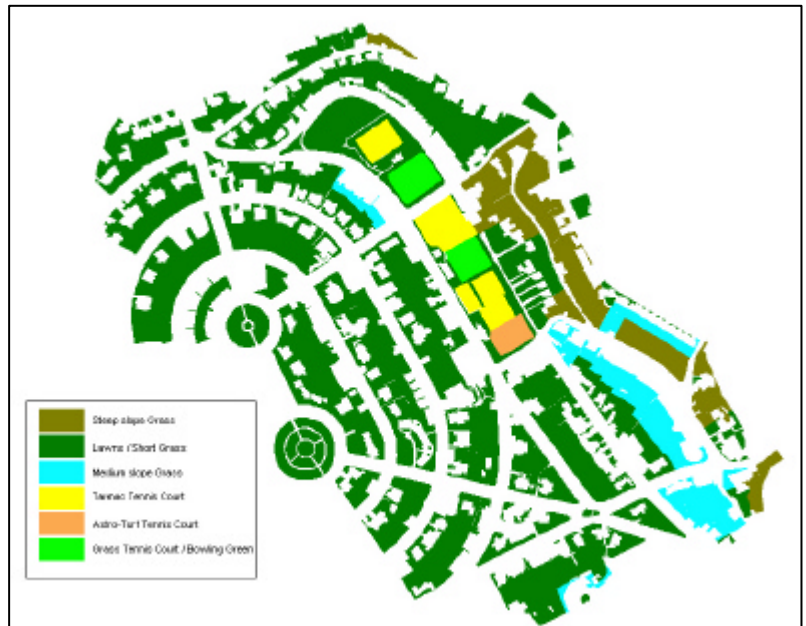 Steep slope Grass
Lawns / Short Grass
Medium slope Grass
Tarmac Tennis Court
Astro-Turf Tennis Court
Grass Tennis Court / Bowling Green